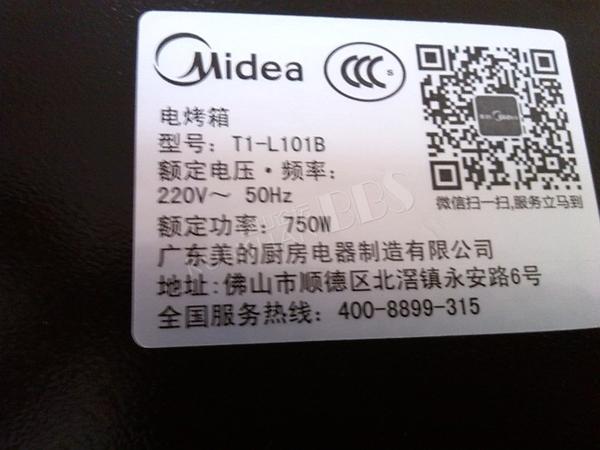 Midea
CCC S
电烤箱
型号：T1-L101B
额定电压·频率：
220V～ 50Hz
额定功率：750W
广东美的厨房电器制造有限公司
地址:佛山市顺德区北滘镇永安路6号
全国服务热线：400-8899-315
微信扫一扫,服务立马到
BBS